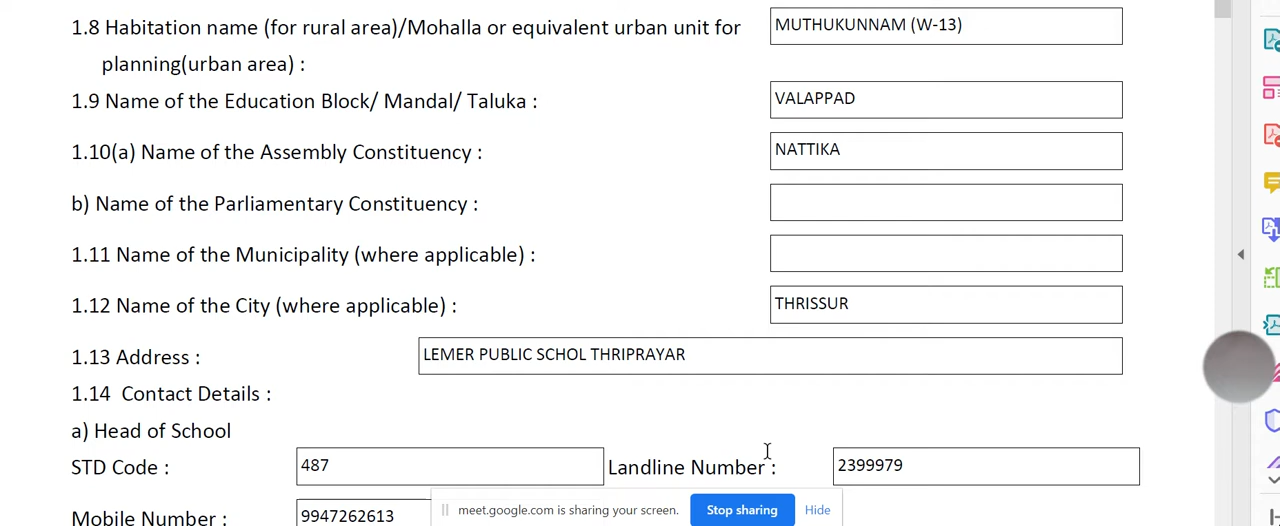 1.8 Habitation name (for rural area)/Mohalla or equivalent urban unit for MUTHUKUNNAM (W-13)
planning(urban area) :
1.9 Name of the Education Block/ Mandal/ Taluka : VALAPPAD
1.10(a) Name of the Assembly Constituency : NATTIKA
b) Name of the Parliamentary Constituency :
1.11 Name of the Municipality (where applicable) :
1.12 Name of the City (where applicable) : THRISSUR
1.13 Address : LEMER PUBLIC SCHOL THRIPRAYAR
1.14 Contact Details :
a) Head of School
STD Code : 487 Landline Number : 2399979
Mobile Number : 9947262613
meet.google.com is sharing your screen. Stop sharing Hide